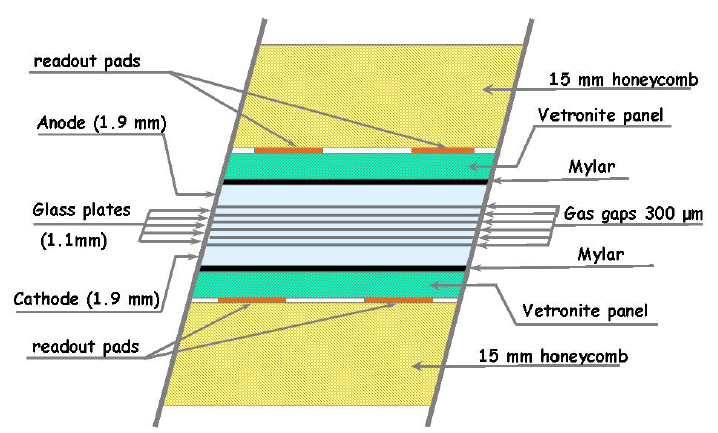 readout pads
15 mm honeycomb
Anode (1.9 mm)
Vetronite panel
Mylar
Glass plates
(1.1mm)
Gas gaps 300 µm
Mylar
Cathode (1.9 mm)
Vetronite panel
readout pads
15 mm honeycomb